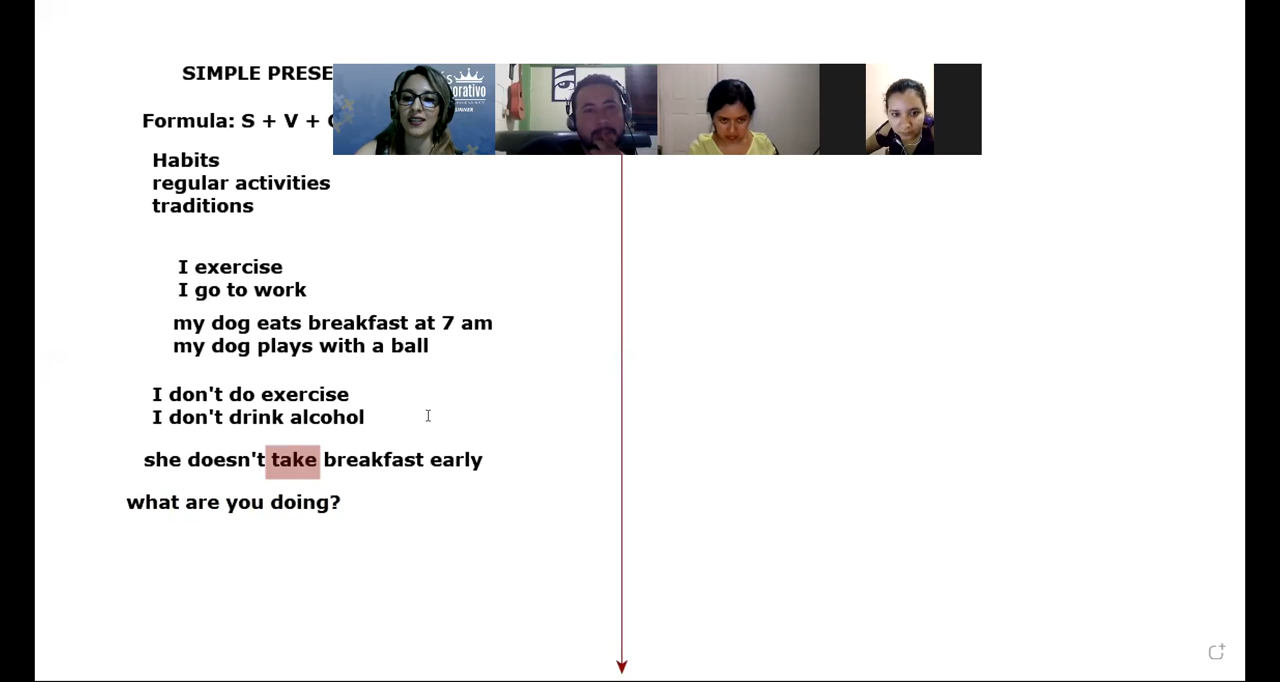 SIMPLE PRESE
Formula: S + V +
Habits
regular activities
traditions
I exercise
I go to work
my dog eats breakfast at 7 am
my dog plays with a ball
I don't do exercise
I don't drink alcohol
she doesn't take breakfast early
what are you doing?